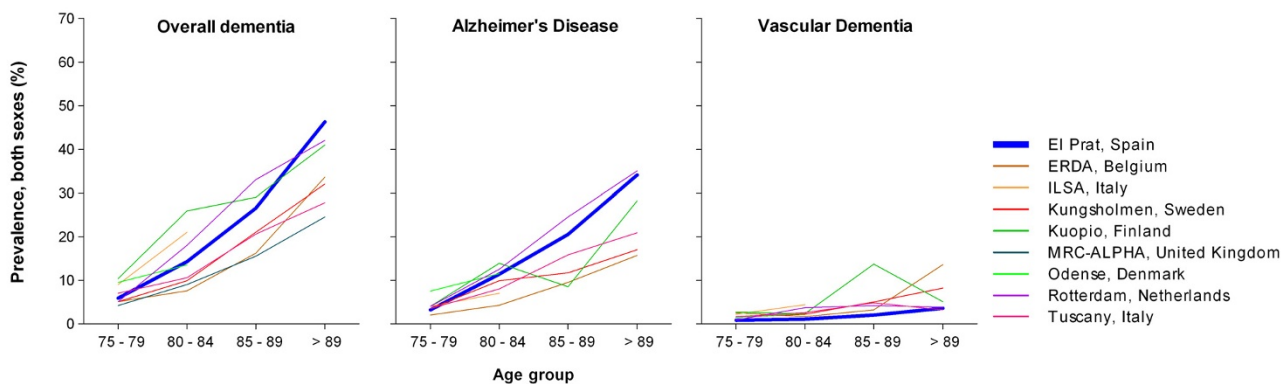 Overall dementia
Alzheimer's Disease
Vascular Dementia
Prevalence, both sexes (%)
70
60
50
40
30
20
10
0
75 - 79 80 - 84 85 - 89 > 89
75 - 79 80 - 84 85 - 89 > 89
75 - 79 80 - 84 85 - 89 > 89
Age group
El Prat, Spain
ERDA, Belgium
ILSA, Italy
Kungsholmen, Sweden
Kuopio, Finland
MRC-ALPHA, United Kingdom
Odense, Denmark
Rotterdam, Netherlands
Tuscany, Italy